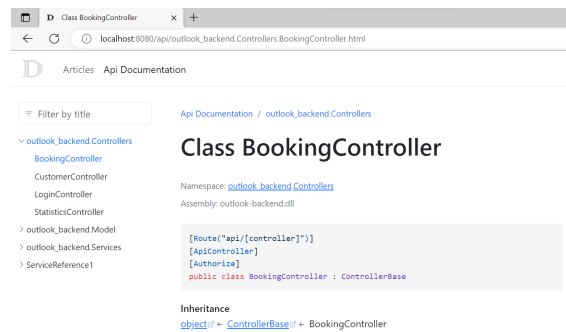 D Class BookingController
localhost:8080/api/outlook_backend.Controllers.BookingController.html
D Articles Api Documentation
Filter by title
outlook_backend.Controllers
BookingController
CustomerController
LoginController
StatisticsController
outlook_backend.Model
outlook_backend.Services
ServiceReference1
Api Documentation / outlook_backend.Controllers
Class BookingController
Namespace: outlook_backend.Controllers
Assembly: outlook-backend.dll
[Route("api/[controller]")]
[ApiController]
[Authorize]
public class BookingController : ControllerBase
Inheritance
object ← ControllerBase ← BookingController